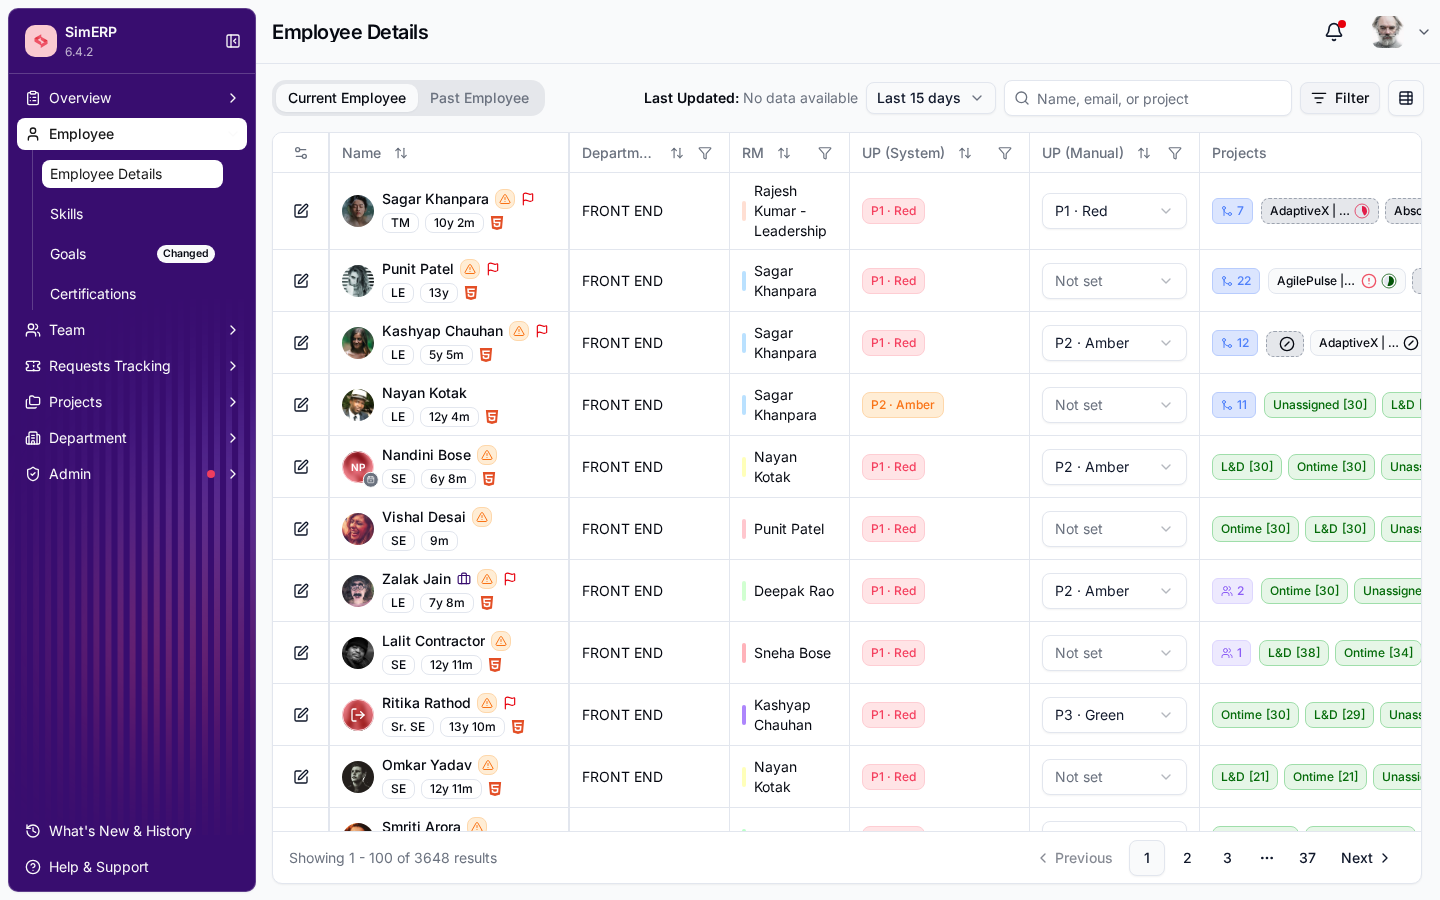 SimERP
6.4.2
Overview
Employee
Employee Details
Skills
Goals
Changed
Certifications
Team
Requests Tracking
Projects
Department
Admin
What's New & History
Help & Support
Employee Details
Current Employee
Past Employee
Last Updated: No data available
Last 15 days
Name, email, or project
Filter
Name
Departm...
RM
UP (System)
UP (Manual)
Projects
Sagar Khanpara
TM
10y 2m
FRONT END
Rajesh
Kumar -
Leadership
P1 · Red
P1 · Red
7
AdaptiveX | ...
Absc
Punit Patel
LE
13y
FRONT END
Sagar
Khanpara
P1 · Red
Not set
22
AgilePulse |...
Kashyap Chauhan
LE
5y 5m
FRONT END
Sagar
Khanpara
P1 · Red
P2 · Amber
12
AdaptiveX | ...
Nayan Kotak
LE
12y 4m
FRONT END
Sagar
Khanpara
P2 · Amber
Not set
11
Unassigned [30]
L&D [
NP
Nandini Bose
SE
6y 8m
FRONT END
Nayan
Kotak
P1 · Red
P2 · Amber
L&D [30]
Ontime [30]
Unass
Vishal Desai
SE
9m
FRONT END
Punit Patel
P1 · Red
Not set
Ontime [30]
L&D [30]
Unass
Zalak Jain
LE
7y 8m
FRONT END
Deepak Rao
P1 · Red
P2 · Amber
2
Ontime [30]
Unassigne
Lalit Contractor
SE
12y 11m
FRONT END
Sneha Bose
P1 · Red
Not set
1
L&D [38]
Ontime [34]
Ritika Rathod
Sr. SE
13y 10m
FRONT END
Kashyap
Chauhan
P1 · Red
P3 · Green
Ontime [30]
L&D [29]
Unass
Omkar Yadav
SE
12y 11m
FRONT END
Nayan
Kotak
P1 · Red
Not set
L&D [21]
Ontime [21]
Unassi
Smriti Arora
Showing 1 - 100 of 3648 results
Previous
1
2
3
···
37
Next